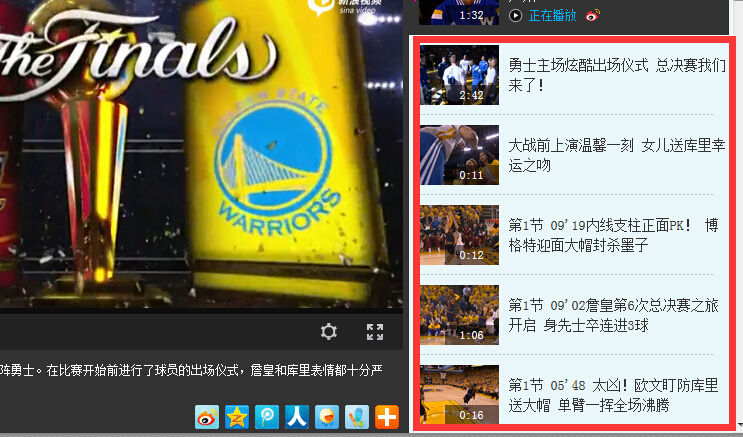 新浪视频
sina video
The Finals
GOLDEN STATE
WARRIORS
阵勇士。在比赛开始前进行了球员的出场仪式，詹皇和库里表情都十分严
1:32
正在播放
2:42
勇士主场炫酷出场仪式 总决赛我们
来了！
0:11
大战前上演温馨一刻 女儿送库里幸
运之吻
0:12
第1节 09'19内线支柱正面PK！ 博
格特迎面大帽封杀墨子
1:06
第1节 09'02詹皇第6次总决赛之旅
开启 身先士卒连进3球
0:16
第1节 05'48 太凶！欧文盯防库里
送大帽 单臂一挥全场沸腾